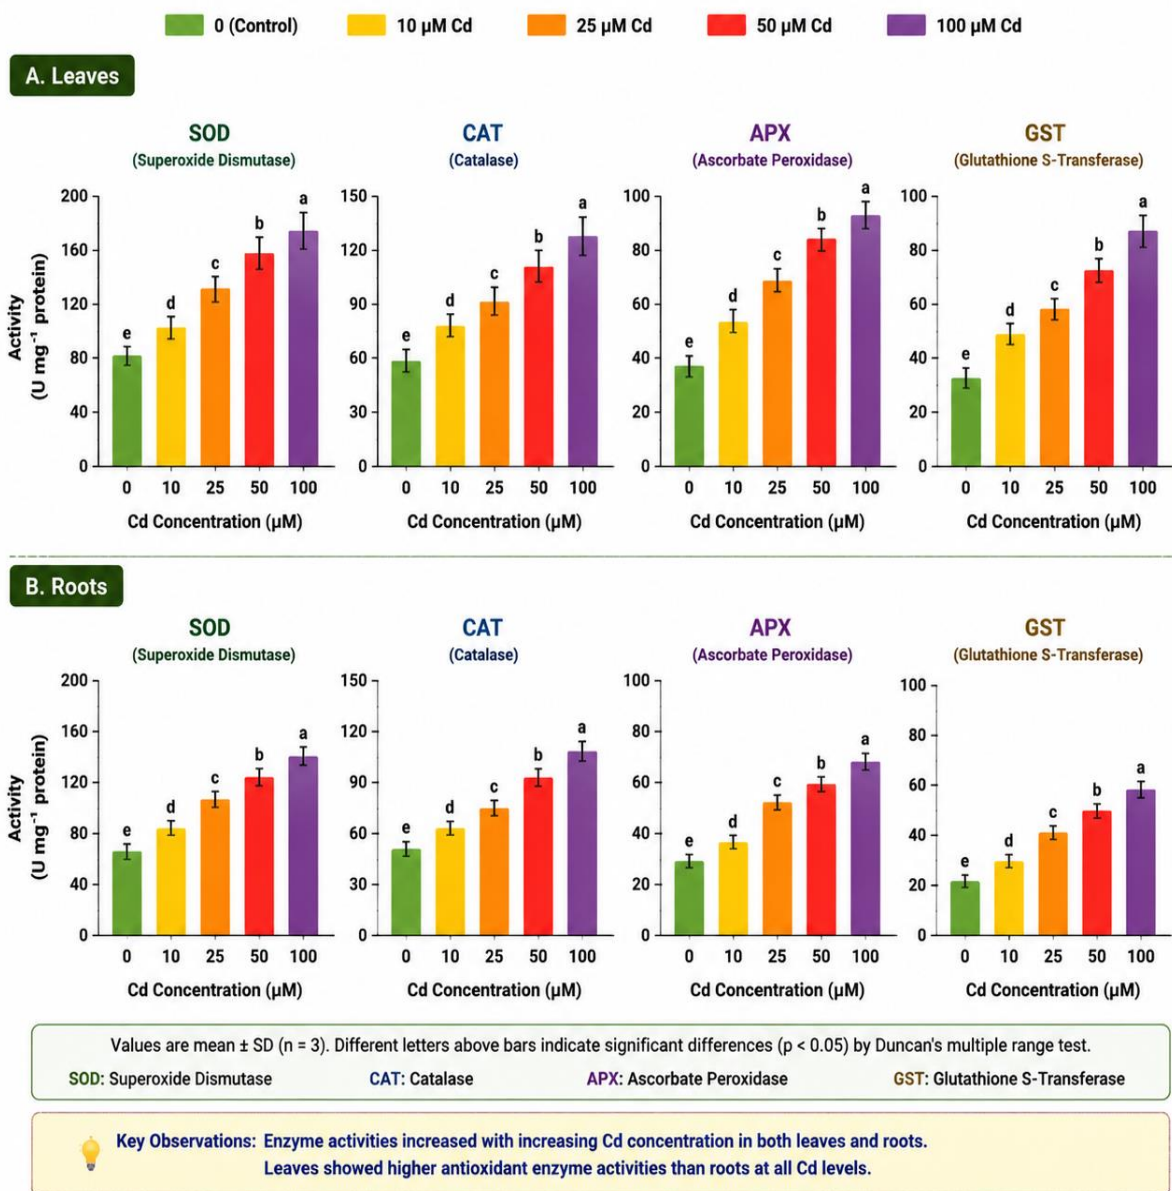 0 (Control) 10 µM Cd 25 µM Cd 50 µM Cd 100 µM Cd
A. Leaves
SOD
(Superoxide Dismutase)
Activity
(U mg⁻¹ protein)
200
160
120
80
40
0
e d c b a
0 10 25 50 100
Cd Concentration (µM)
CAT
(Catalase)
150
120
90
60
30
0
e d c b a
0 10 25 50 100
Cd Concentration (µM)
APX
(Ascorbate Peroxidase)
100
80
60
40
20
0
e d c b a
0 10 25 50 100
Cd Concentration (µM)
GST
(Glutathione S-Transferase)
100
80
60
40
20
0
e d c b a
0 10 25 50 100
Cd Concentration (µM)
B. Roots
SOD
(Superoxide Dismutase)
Activity
(U mg⁻¹ protein)
200
160
120
80
40
0
e d c b a
0 10 25 50 100
Cd Concentration (µM)
CAT
(Catalase)
150
120
90
60
30
0
e d c b a
0 10 25 50 100
Cd Concentration (µM)
APX
(Ascorbate Peroxidase)
100
80
60
40
20
0
e d c b a
0 10 25 50 100
Cd Concentration (µM)
GST
(Glutathione S-Transferase)
100
80
60
40
20
0
e d c b a
0 10 25 50 100
Cd Concentration (µM)
Values are mean ± SD (n = 3). Different letters above bars indicate significant differences (p < 0.05) by Duncan's multiple range test.
SOD: Superoxide Dismutase CAT: Catalase APX: Ascorbate Peroxidase GST: Glutathione S-Transferase
Key Observations: Enzyme activities increased with increasing Cd concentration in both leaves and roots.
Leaves showed higher antioxidant enzyme activities than roots at all Cd levels.